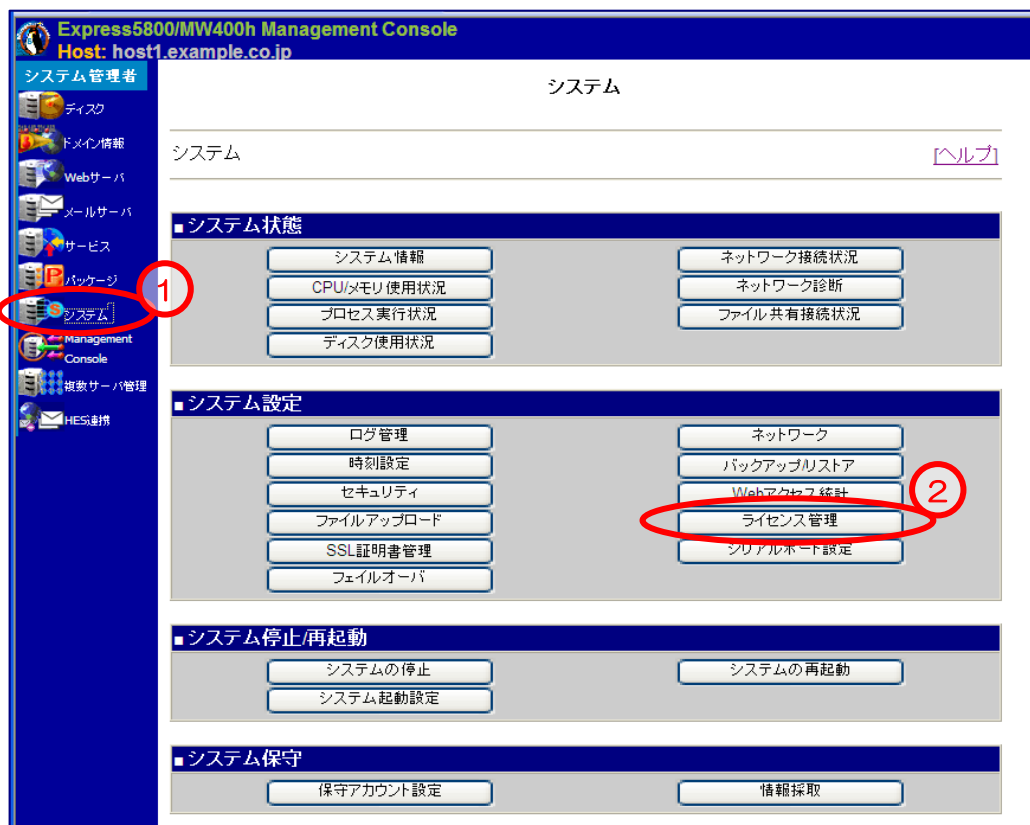 Express5800/MW400h Management Console
Host: host1.example.co.jp
システム管理者
ディスク
ドメイン情報
Webサーバ
メールサーバ
サービス
パッケージ
システム
Management
Console
複数サーバ管理
HES連携
1
システム
システム
[ヘルプ]
■システム状態
システム情報
ネットワーク接続状況
CPU/メモリ使用状況
ネットワーク診断
プロセス実行状況
ファイル共有接続状況
ディスク使用状況
■システム設定
ログ管理
ネットワーク
時刻設定
バックアップ/リストア
セキュリティ
Webアクセス統計
2
ファイルアップロード
ライセンス管理
SSL証明書管理
シリアルポート設定
フェイルオーバ
■システム停止/再起動
システムの停止
システムの再起動
システム起動設定
■システム保守
保守アカウント設定
情報採取